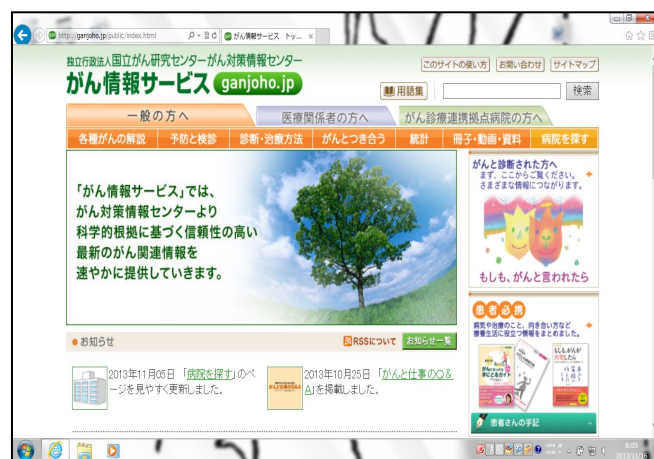 http://ganjoho.jp/public/index.html
がん情報サービス トッ...
独立行政法人国立がん研究センターがん対策情報センター
がん情報サービス ganjoho.jp
このサイトの使い方 お問い合わせ サイトマップ
用語集 検索
一般の方へ 医療関係者の方へ がん診療連携拠点病院の方へ
各種がんの解説 予防と検診 診断・治療方法 がんとつき合う 統計 冊子・動画・資料 病院を探す
「がん情報サービス」では、
がん対策情報センターより
科学的根拠に基づく信頼性の高い
最新のがん関連情報を
速やかに提供していきます。
がんと診断された方へ
まず、ここからご覧ください。
さまざまな情報につながります。
もしも、がんと言われたら
患者必携
病気や治療のこと、向き合い方など
療養生活に役立つ情報をまとめました。
患者さんの手記
お知らせ RSSについて お知らせ一覧
2013年11月05日 「病院を探す」のペ
ージを見やすく更新しました。
2013年10月25日 「がんと仕事のQ&
A」を掲載しました。
8:05
2013/11/16